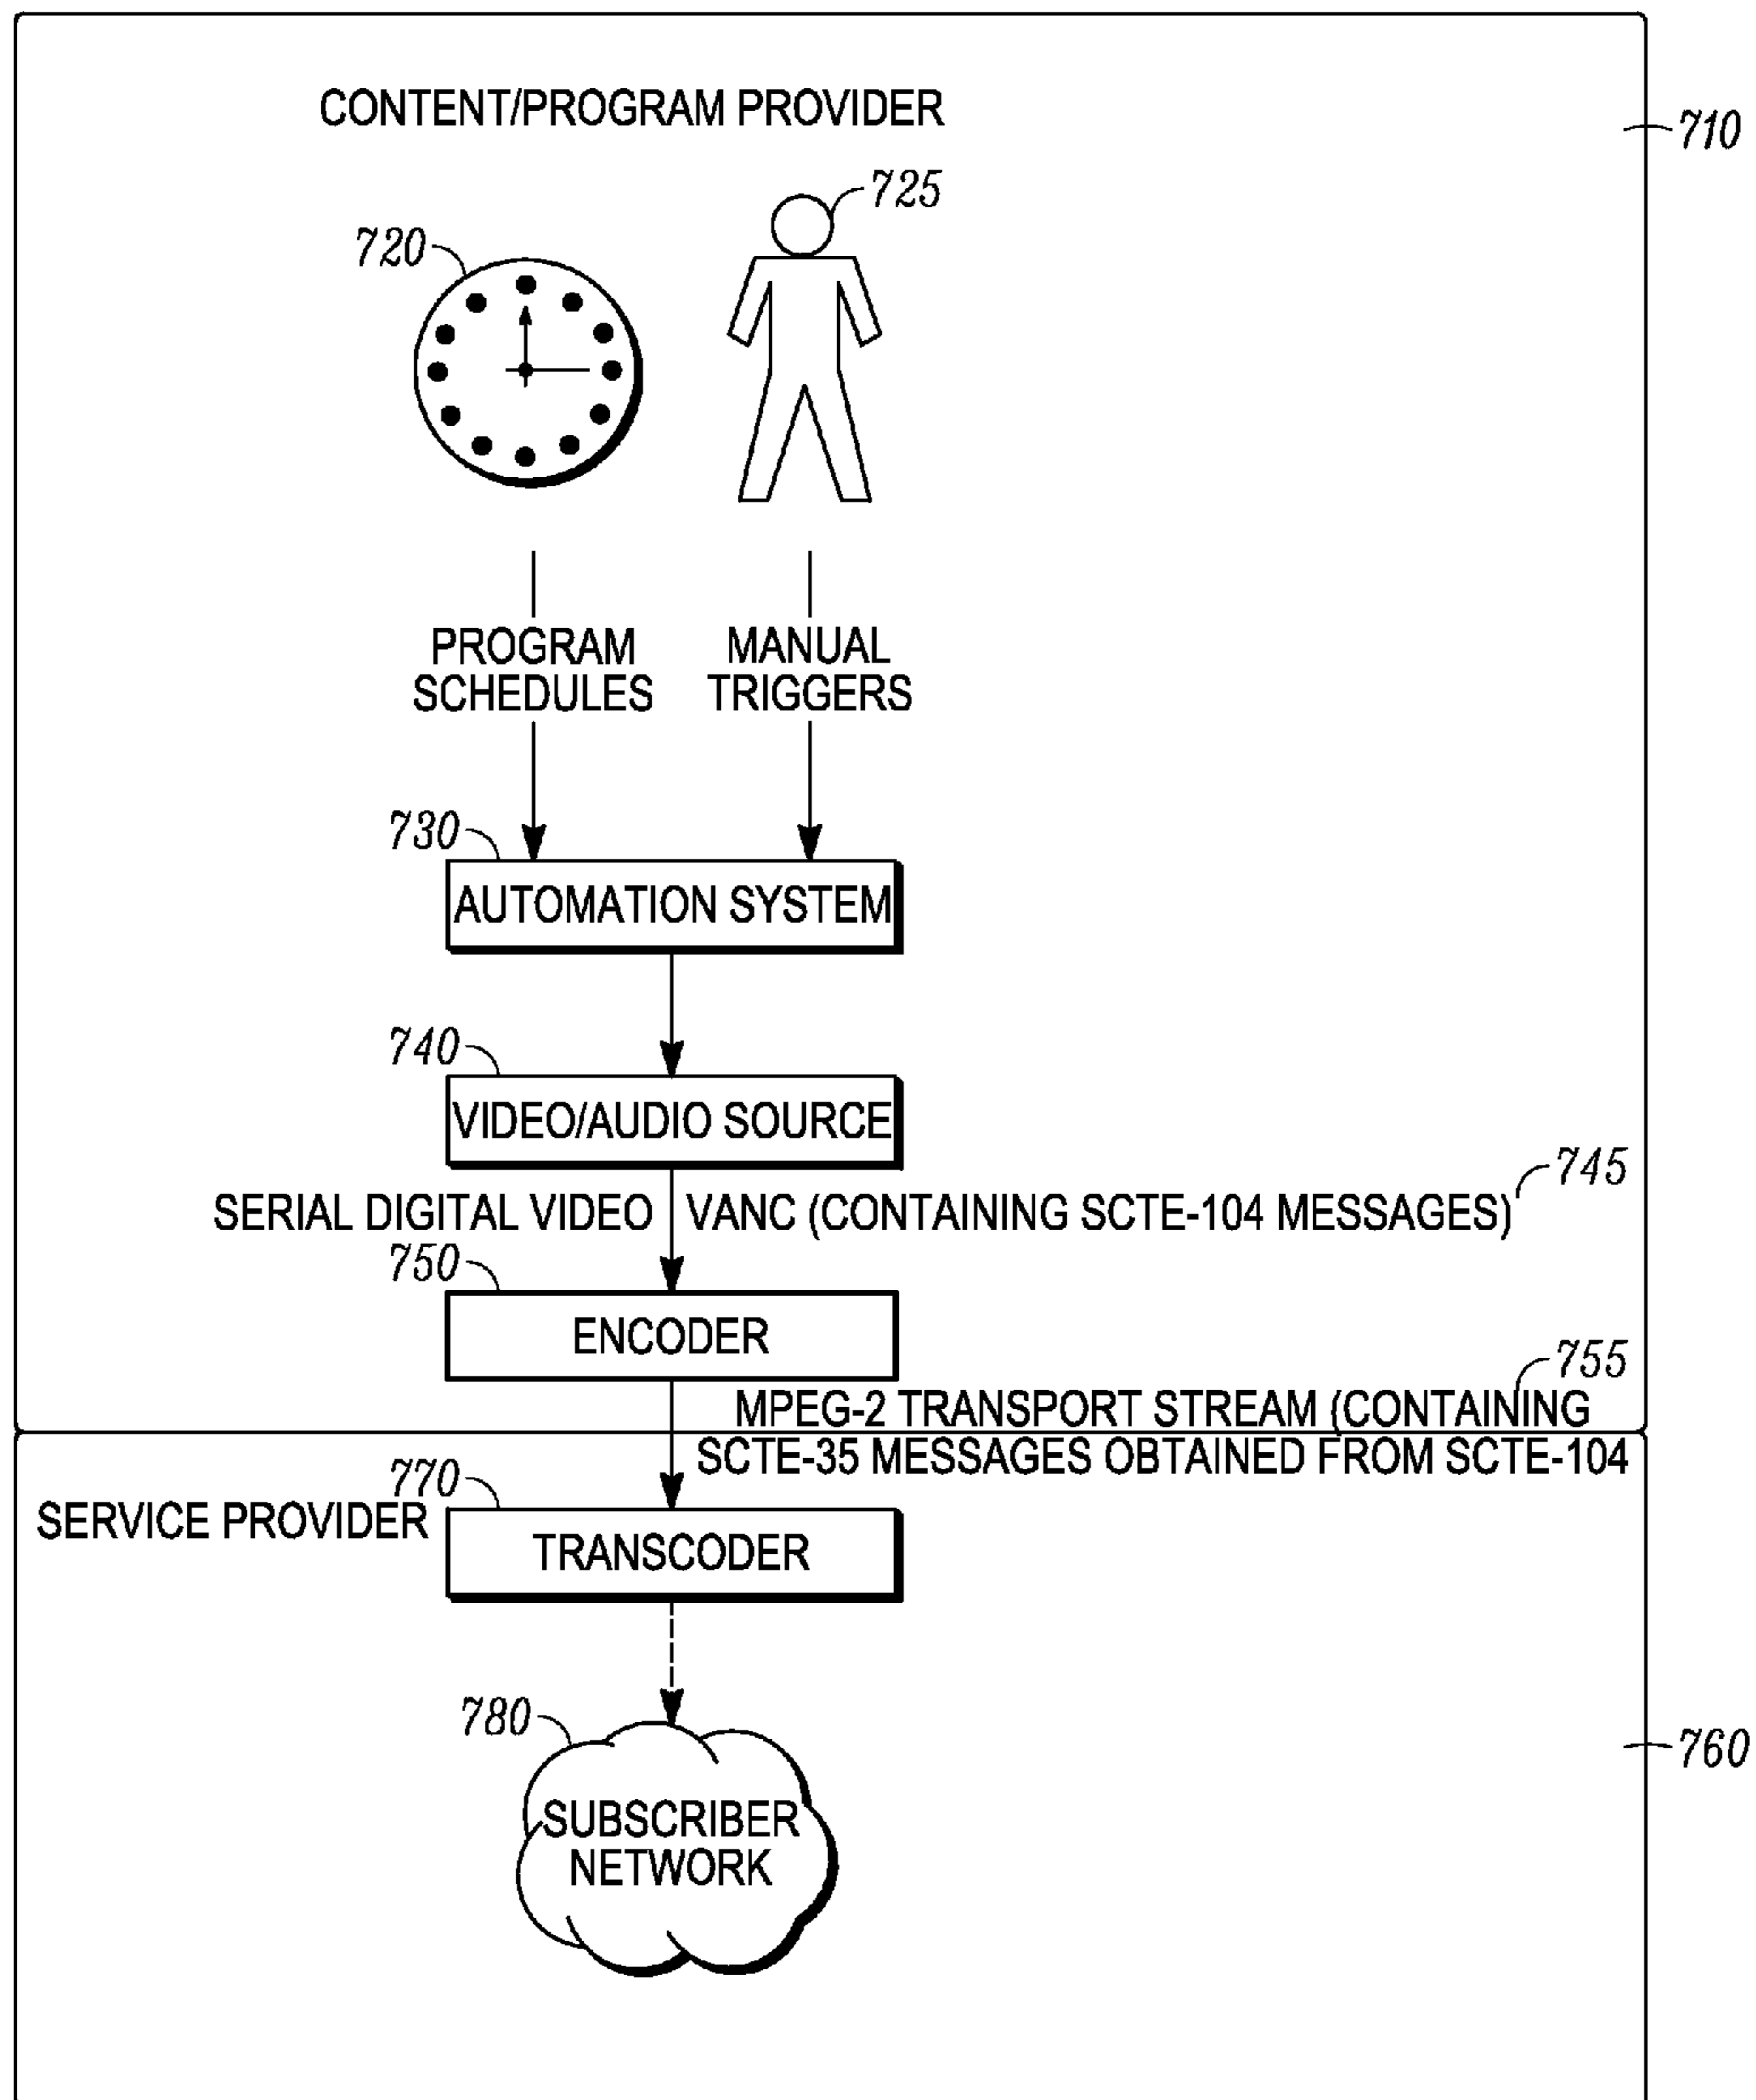 CONTENT/PROGRAM PROVIDER
710
725
720
PROGRAM
SCHEDULES
MANUAL
TRIGGERS
730
AUTOMATION SYSTEM
740
VIDEO/AUDIO SOURCE
745
SERIAL DIGITAL VIDEO VANC (CONTAINING SCTE-104 MESSAGES)
750
ENCODER
755
MPEG-2 TRANSPORT STREAM (CONTAINING
SCTE-35 MESSAGES OBTAINED FROM SCTE-104
770
SERVICE PROVIDER
TRANSCODER
780
760
SUBSCRIBER
NETWORK